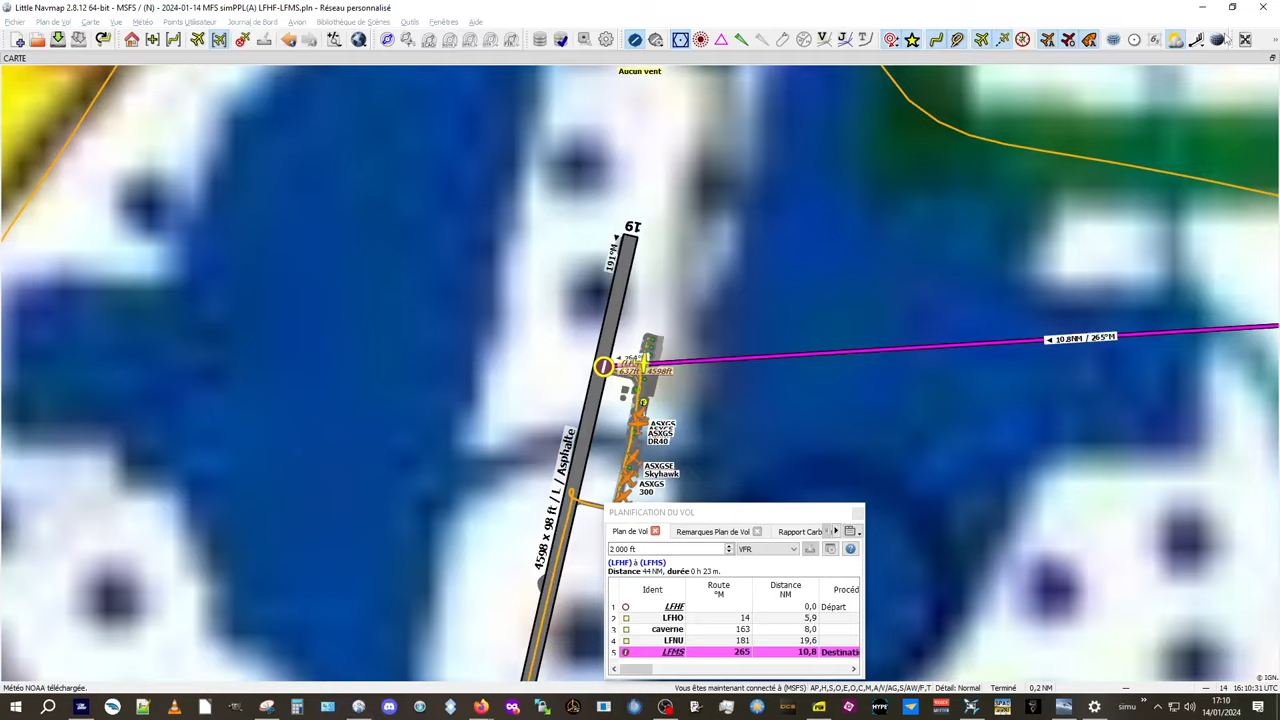 Little Navmap 2.8.12 64-bit - MSFS / (N) - 2024-01-14 MFS simPPL(A) LFHF-LFMS.pln - Réseau personnalisé
Fichier Plan de Vol Carte Vue Météo Points Utilisateur Journal de Bord Avion Bibliothèque de Scènes Outils Fenêtres Aide
CARTE
Aucun vent
19
191°M
10.8NM / 265°M
264°
637ft 4598ft
ASXGS
ASXGS
DR40
ASXGSE
Skyhawk
ASXGS
300
4598 x 98 ft / L / Asphalte
PLANIFICATION DU VOL
Plan de Vol Remarques Plan de Vol Rapport Carb
2 000 ft VFR
(LFHF) à (LFMS)
Distance 44 NM, durée 0 h 23 m.
Ident Route °M Distance NM Procéd
1 LFHF 0,0 Départ
2 LFHO 14 5,9
3 caverne 163 8,0
4 LFNU 181 19,6
5 LFMS 265 10,8 Destinati
© IGN.
Météo NOAA téléchargée. Vous êtes maintenant connecté à (MSFS) AP,H,S,O,E,O,C,M,A/V/AG,S/AW/F,T Détail: Normal Terminé 0,2 NM — — 14 16:10:31 UTC
simu 17:10
14/01/2024